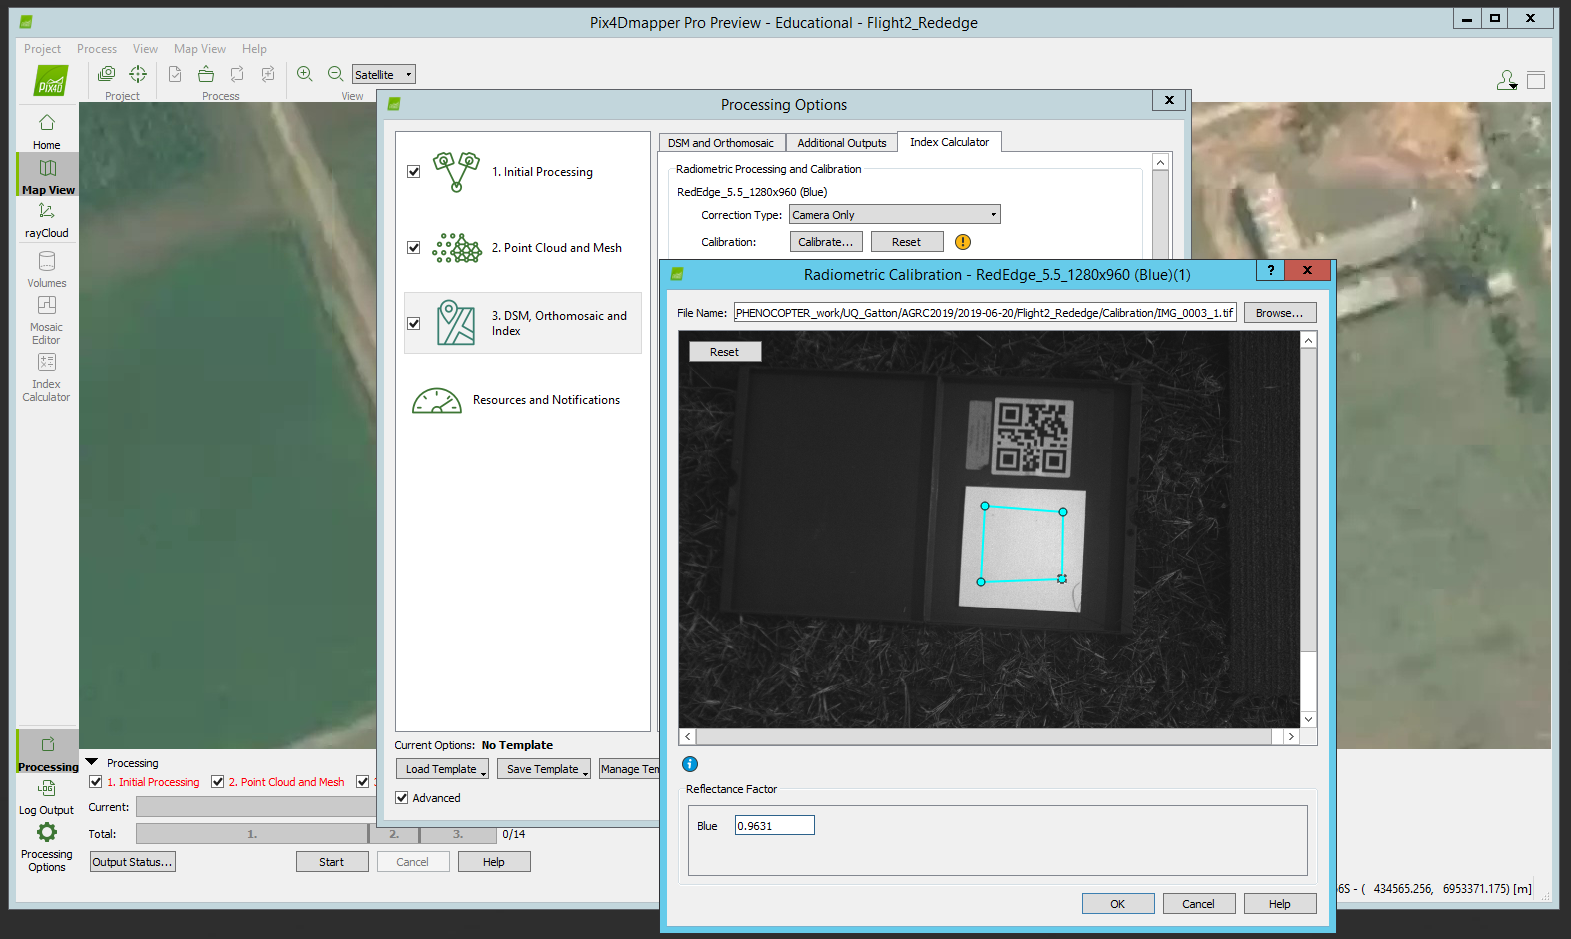 Pix4Dmapper Pro Preview - Educational - Flight2_Rededge
Project Process View Map View Help
PIX4D
Satellite
Project Process View
Home
Map View
rayCloud
Volumes
Mosaic Editor
Index Calculator
Processing
Log Output
Processing Options
Processing Options
1. Initial Processing
2. Point Cloud and Mesh
3. DSM, Orthomosaic and Index
Resources and Notifications
DSM and Orthomosaic Additional Outputs Index Calculator
Radiometric Processing and Calibration
RedEdge_5.5_1280x960 (Blue)
Correction Type: Camera Only
Calibration: Calibrate... Reset
Current Options: No Template
Load Template Save Template Manage Tem
Advanced
Radiometric Calibration - RedEdge_5.5_1280x960 (Blue)(1)
? X
File Name: PHENOCOPTER_work/UQ_Gatton/AGRC2019/2019-06-20/Flight2_Rededge/Calibration/IMG_0003_1.tif Browse...
Reset
Reflectance Factor
Blue 0.9631
OK Cancel Help
Processing
1. Initial Processing 2. Point Cloud and Mesh 3
Current:
Total: 1. 2. 3. 0/14
Output Status... Start Cancel Help
6S - ( 434565.256, 6953371.175) [m]